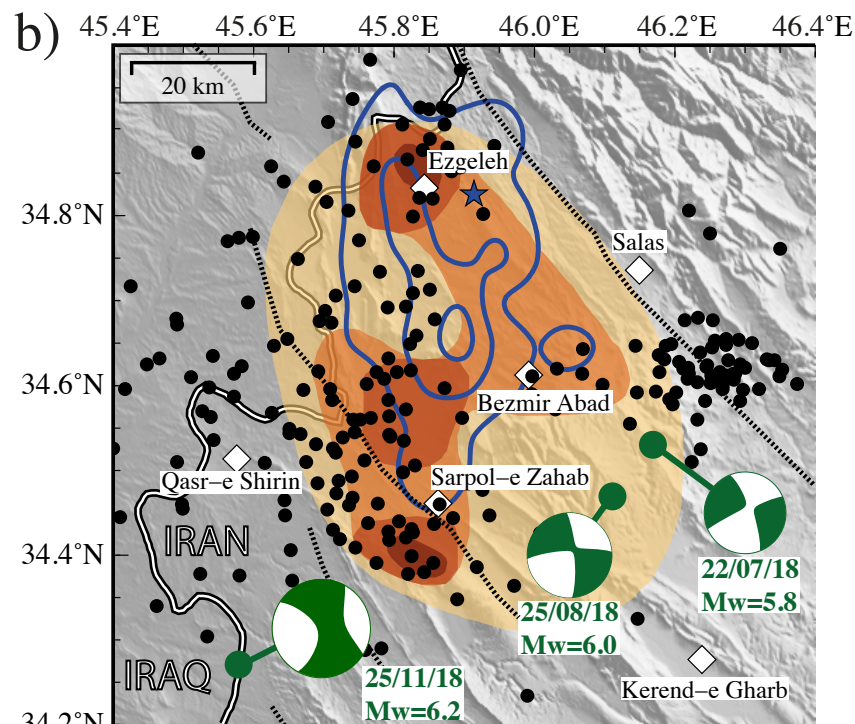 b)
45.4°E 45.6°E 45.8°E 46.0°E 46.2°E 46.4°E
20 km
Ezgeleh
34.8°N
Salas
34.6°N
Bezmir Abad
Qasr−e Shirin
Sarpol−e Zahab
IRAN
34.4°N
22/07/18
Mw=5.8
25/08/18
Mw=6.0
IRAQ
25/11/18
Mw=6.2
Kerend−e Gharb
34.2°N